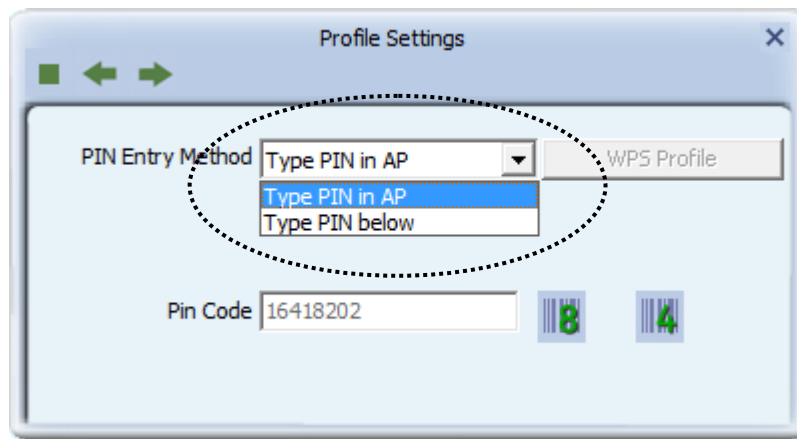 Profile Settings
PIN Entry Method Type PIN in AP WPS Profile
Type PIN in AP
Type PIN below
Pin Code 16418202 8 4